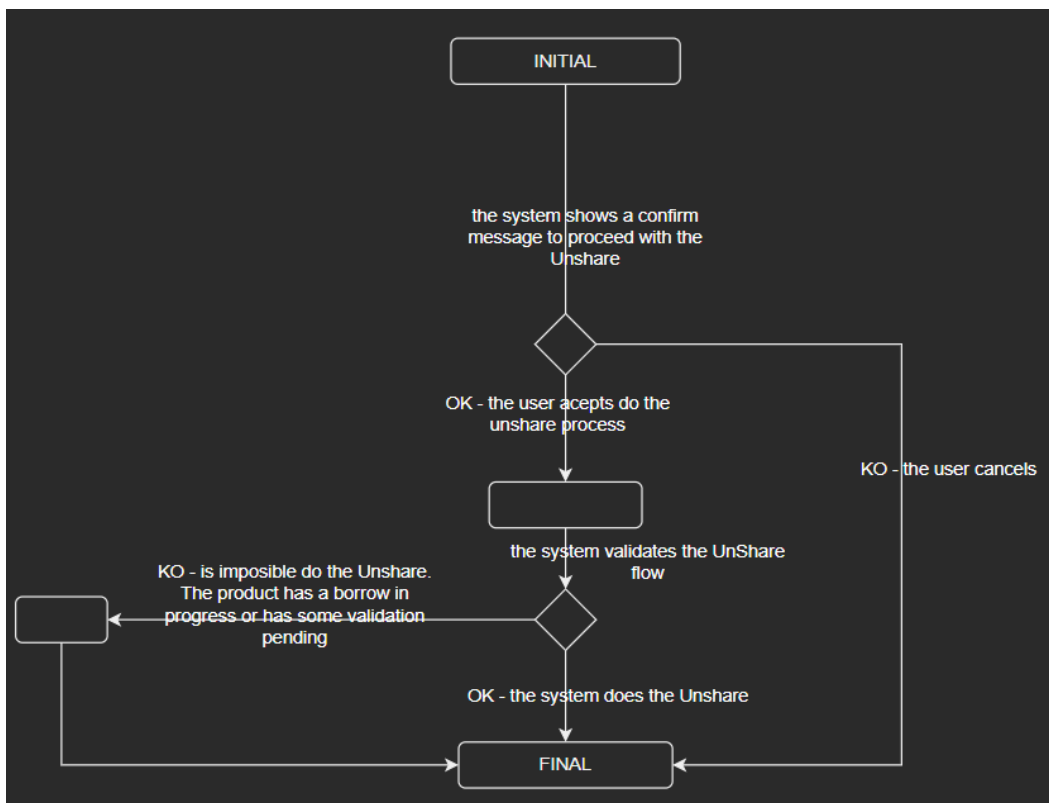 INITIAL
the system shows a confirm
message to proceed with the
Unshare
OK - the user acepts do the
unshare process
KO - the user cancels
the system validates the UnShare
flow
KO - is imposible do the Unshare.
The product has a borrow in
progress or has some validation
pending
OK - the system does the Unshare
FINAL